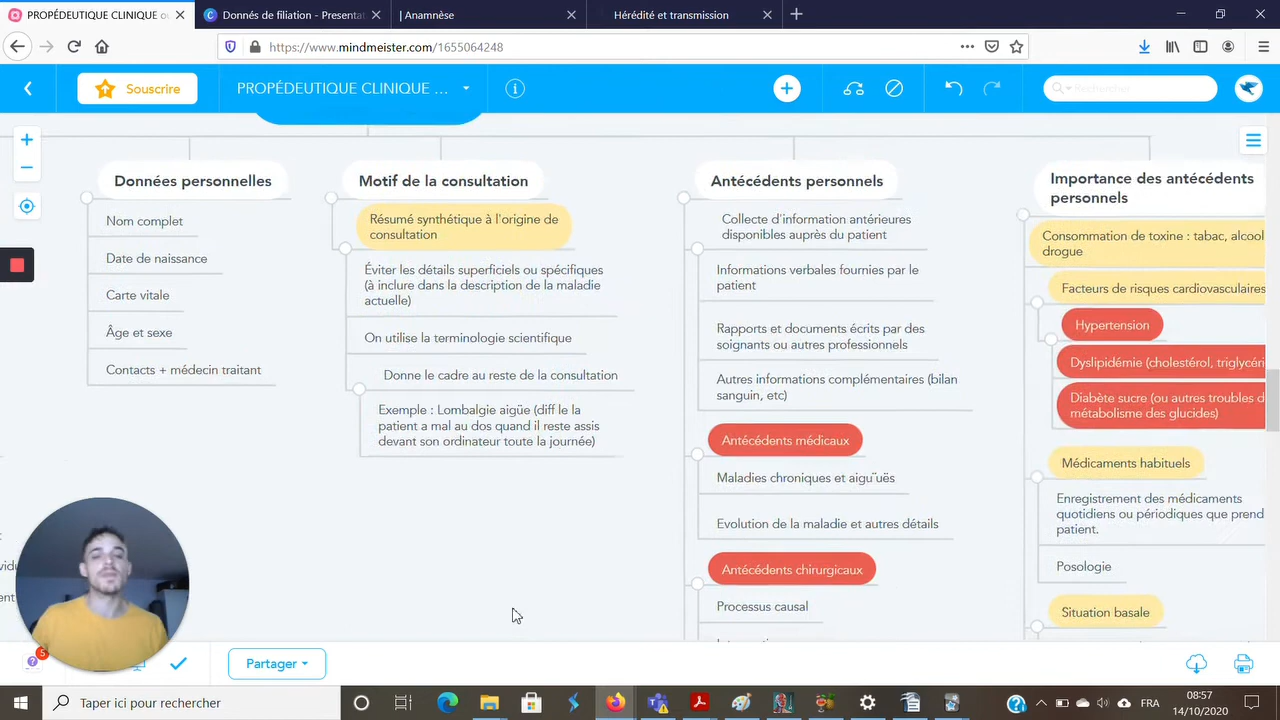 PROPÉDEUTIQUE CLINIQUE ou
Donnés de filiation - Presentat
| Anamnèse
Hérédité et transmission
https://www.mindmeister.com/1655064248
Souscrire
PROPÉDEUTIQUE CLINIQUE ...
Rechercher
Données personnelles
Nom complet
Date de naissance
Carte vitale
Âge et sexe
Contacts + médecin traitant
Motif de la consultation
Résumé synthétique à l'origine de
consultation
Éviter les détails superficiels ou spécifiques
(à inclure dans la description de la maladie
actuelle)
On utilise la terminologie scientifique
Donne le cadre au reste de la consultation
Exemple : Lombalgie aigüe (diff le la
patient a mal au dos quand il reste assis
devant son ordinateur toute la journée)
Antécédents personnels
Collecte d'information antérieures
disponibles auprès du patient
Informations verbales fournies par le
patient
Rapports et documents écrits par des
soignants ou autres professionnels
Autres informations complémentaires (bilan
sanguin, etc)
Antécédents médicaux
Maladies chroniques et aigu¨ues
Evolution de la maladie et autres détails
Antécédents chirurgicaux
Processus causal
Importance des antécédents
personnels
Consommation de toxine : tabac, alcool
drogue
Facteurs de risques cardiovasculaires
Hypertension
Dyslipidémie (cholestérol, triglycéri
Diabète sucre (ou autres troubles d
métabolisme des glucides)
Médicaments habituels
Enregistrement des médicaments
quotidiens ou périodiques que prend
patient.
Posologie
Situation basale
5
Partager
Taper ici pour rechercher
FRA
08:57
14/10/2020